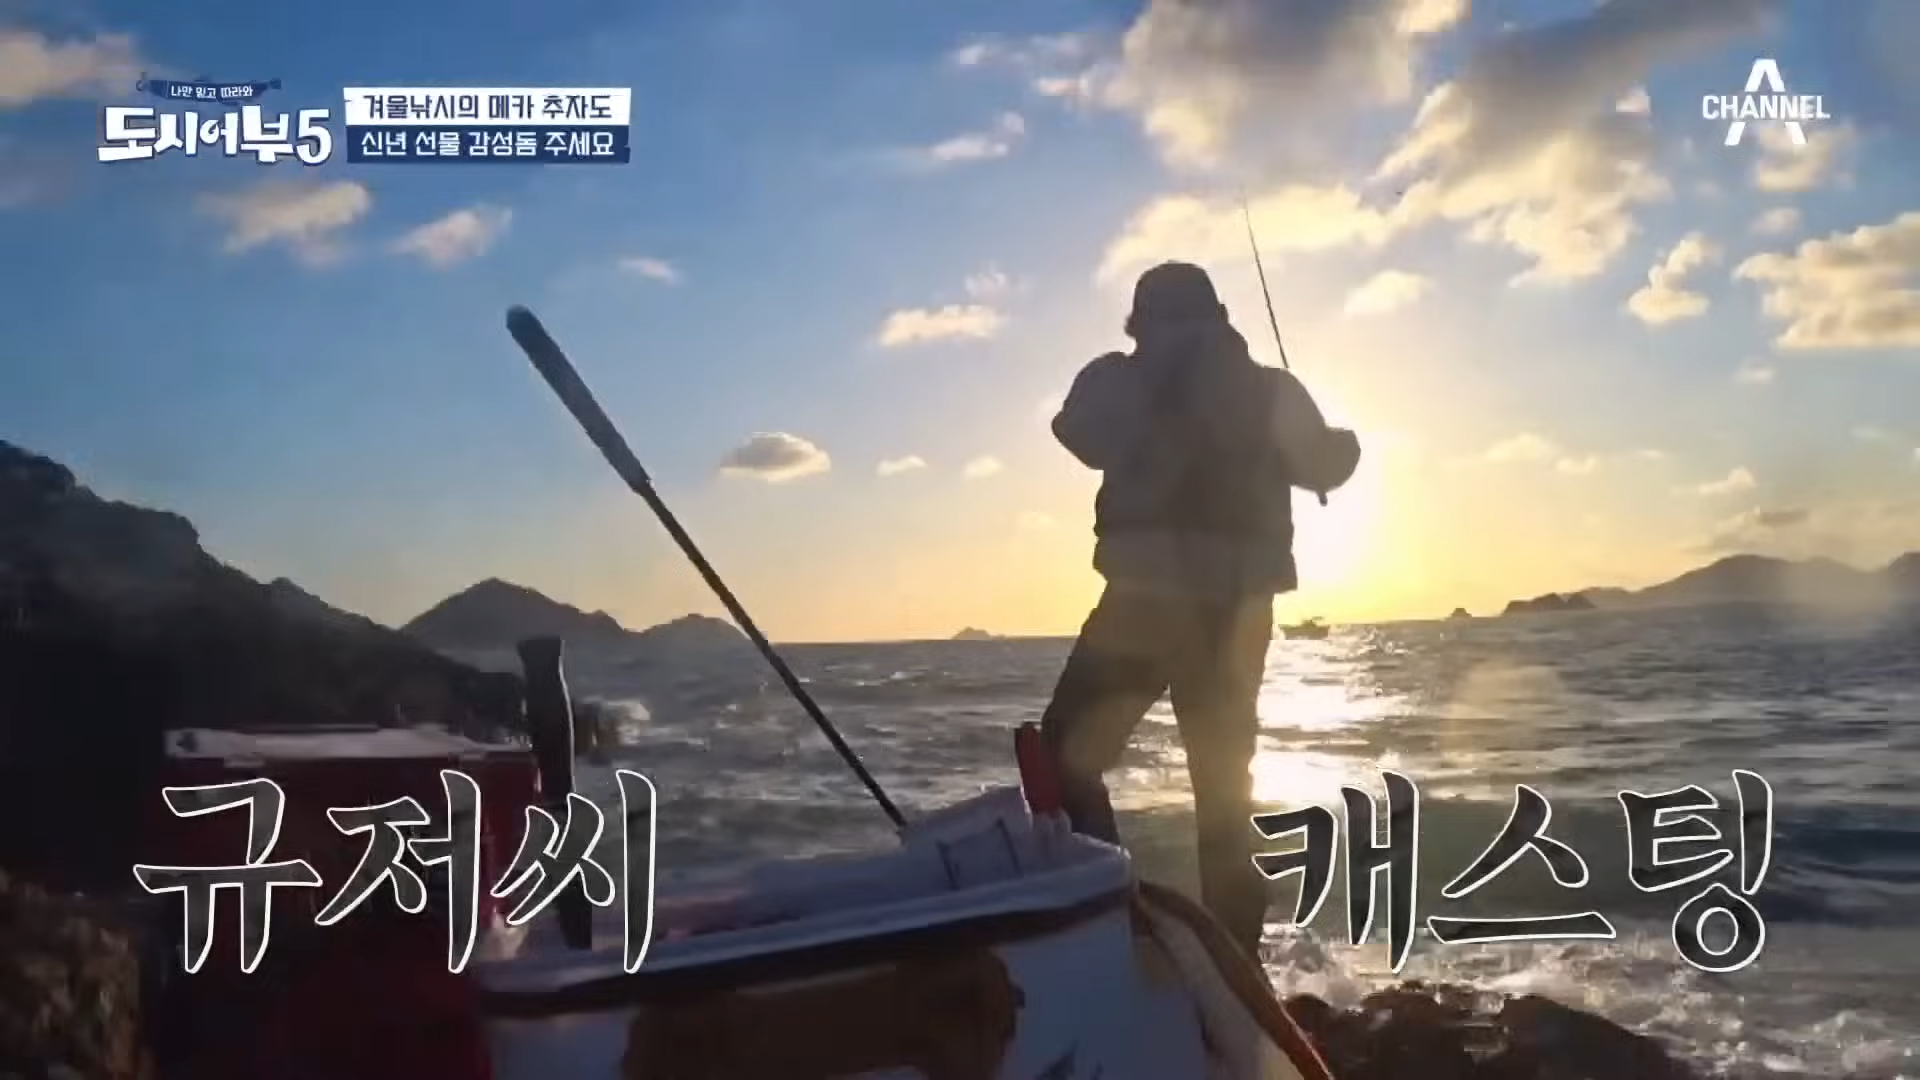 나만 믿고 따라와
도시어부5
겨울낚시의 메카 추자도
신년 선물 감성돔 주세요
CHANNEL A
규저씨 캐스팅